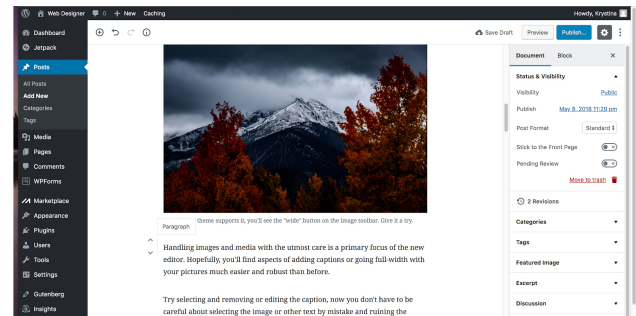 Web Designer 0 + New Caching Howdy, Krystina
Dashboard
Jetpack
Posts
All Posts
Add New
Categories
Tags
Media
Pages
Comments
WPForms
Marketplace
Appearance
Plugins
Users
Tools
Settings
Gutenberg
Insights
Save Draft Preview Publish...
theme supports it, you'll see the "wide" button on the image toolbar. Give it a try.
Paragraph
Handling images and media with the utmost care is a primary focus of the new
editor. Hopefully, you'll find aspects of adding captions or going full-width with
your pictures much easier and robust than before.
Try selecting and removing or editing the caption, now you don't have to be
careful about selecting the image or other text by mistake and ruining the
Document Block ×
Status & Visibility
Visibility Public
Publish May 8, 2018 11:29 pm
Post Format Standard
Stick to the Front Page
Pending Review
Move to trash
2 Revisions
Categories
Tags
Featured Image
Excerpt
Discussion